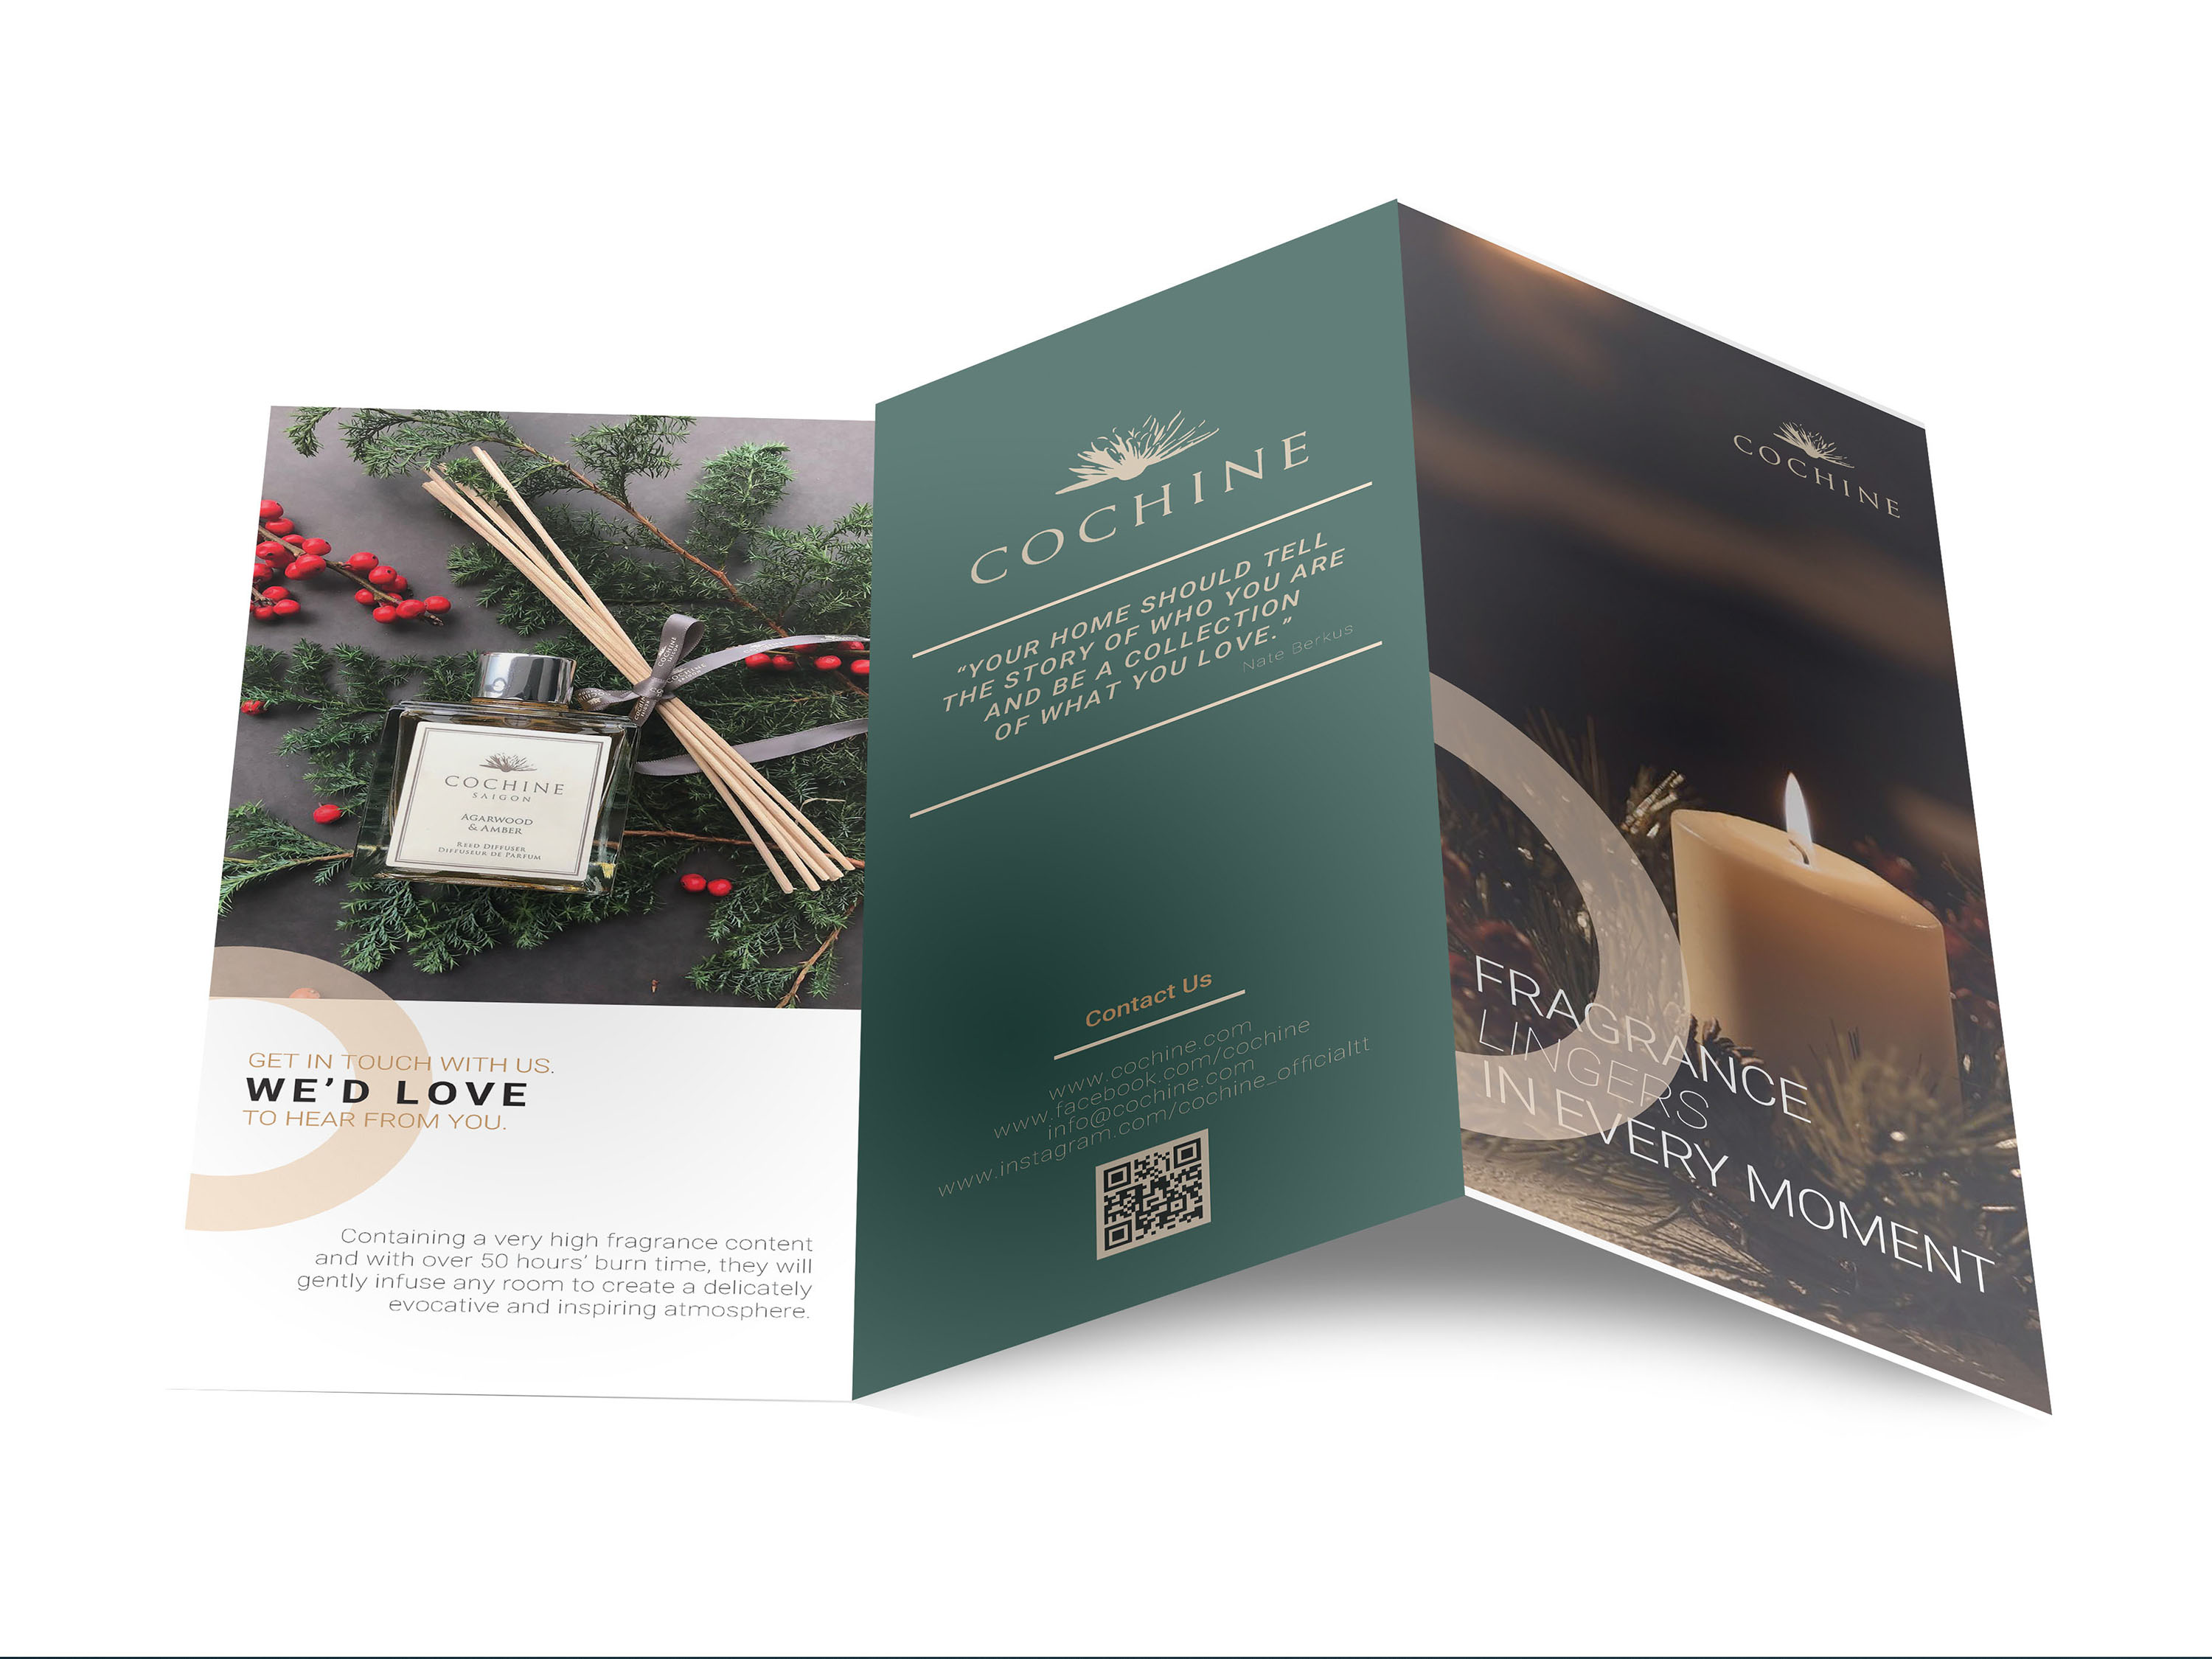 COCHINE
SAIGON
AGARWOOD
& AMBER
REED DIFFUSER
DIFFUSEUR DE PARFUM
GET IN TOUCH WITH US.
WE’D LOVE
TO HEAR FROM YOU.
Containing a very high fragrance content
and with over 50 hours’ burn time, they will
gently infuse any room to create a delicately
evocative and inspiring atmosphere.
COCHINE
“YOUR HOME SHOULD TELL
THE STORY OF WHO YOU ARE
AND BE A COLLECTION
OF WHAT YOU LOVE.”
Nate Berkus
Contact Us
www.cochine.com
www.facebook.com/cochine
info@cochine.com
www.instagram.com/cochine_officialtt
COCHINE
FRAGRANCE
LINGERS
IN EVERY MOMENT